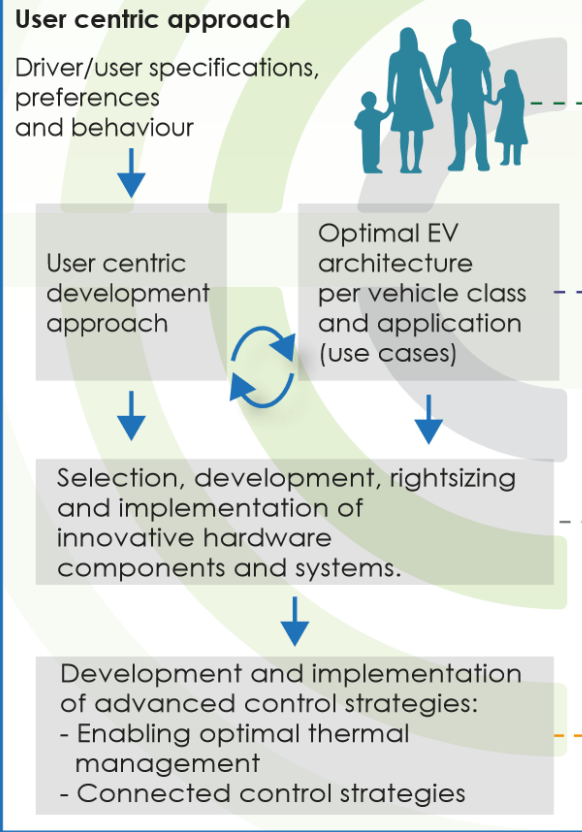 User centric approach
Driver/user specifications,
preferences
and behaviour
User centric
development
approach
Optimal EV
architecture
per vehicle class
and application
(use cases)
Selection, development, rightsizing
and implementation of
innovative hardware
components and systems.
Development and implementation
of advanced control strategies:
- Enabling optimal thermal
management
- Connected control strategies